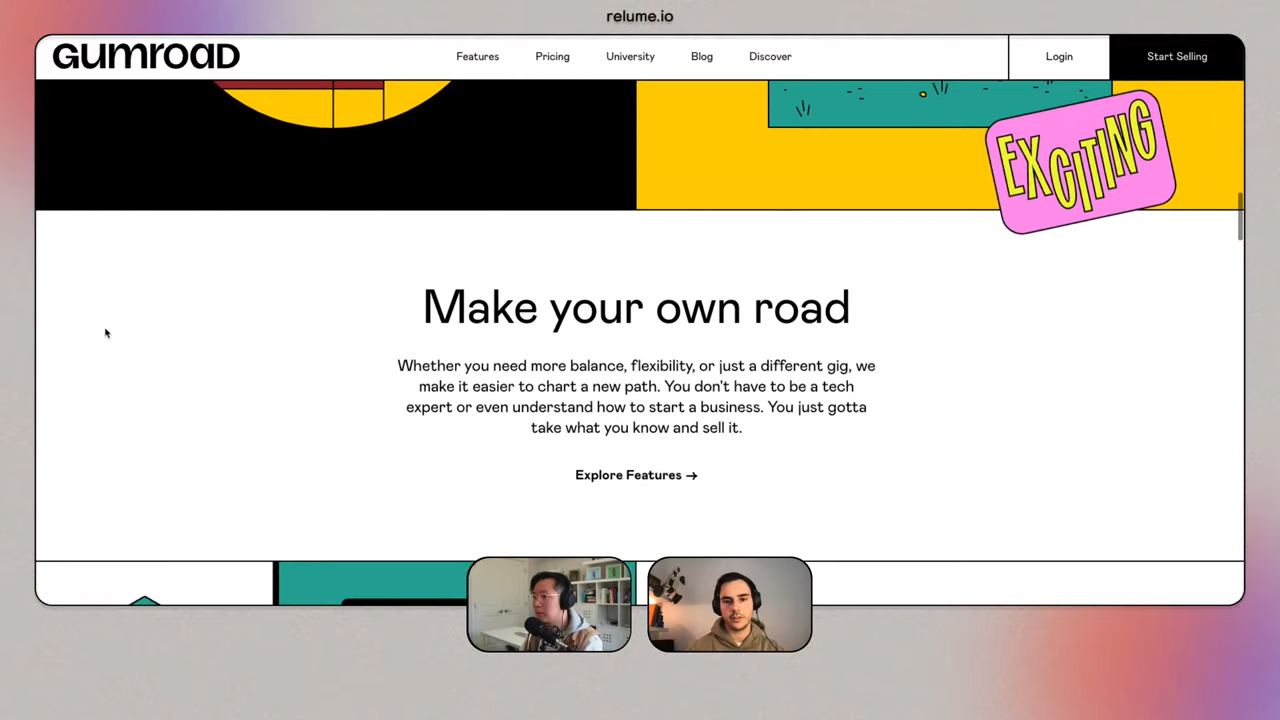 relume.io
GUMROAD
Features
Pricing
University
Blog
Discover
Login
Start Selling
EXCITING
Make your own road
Whether you need more balance, flexibility, or just a different gig, we
make it easier to chart a new path. You don't have to be a tech
expert or even understand how to start a business. You just gotta
take what you know and sell it.
Explore Features →